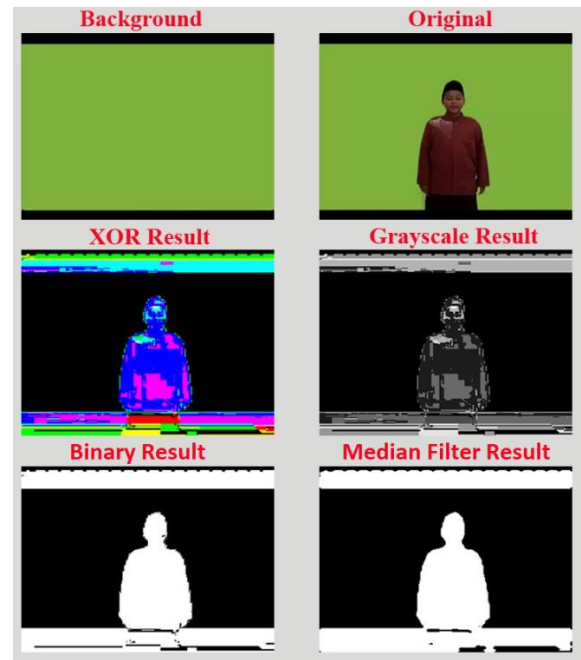 Background
Original
XOR Result
Grayscale Result
Binary Result
Median Filter Result